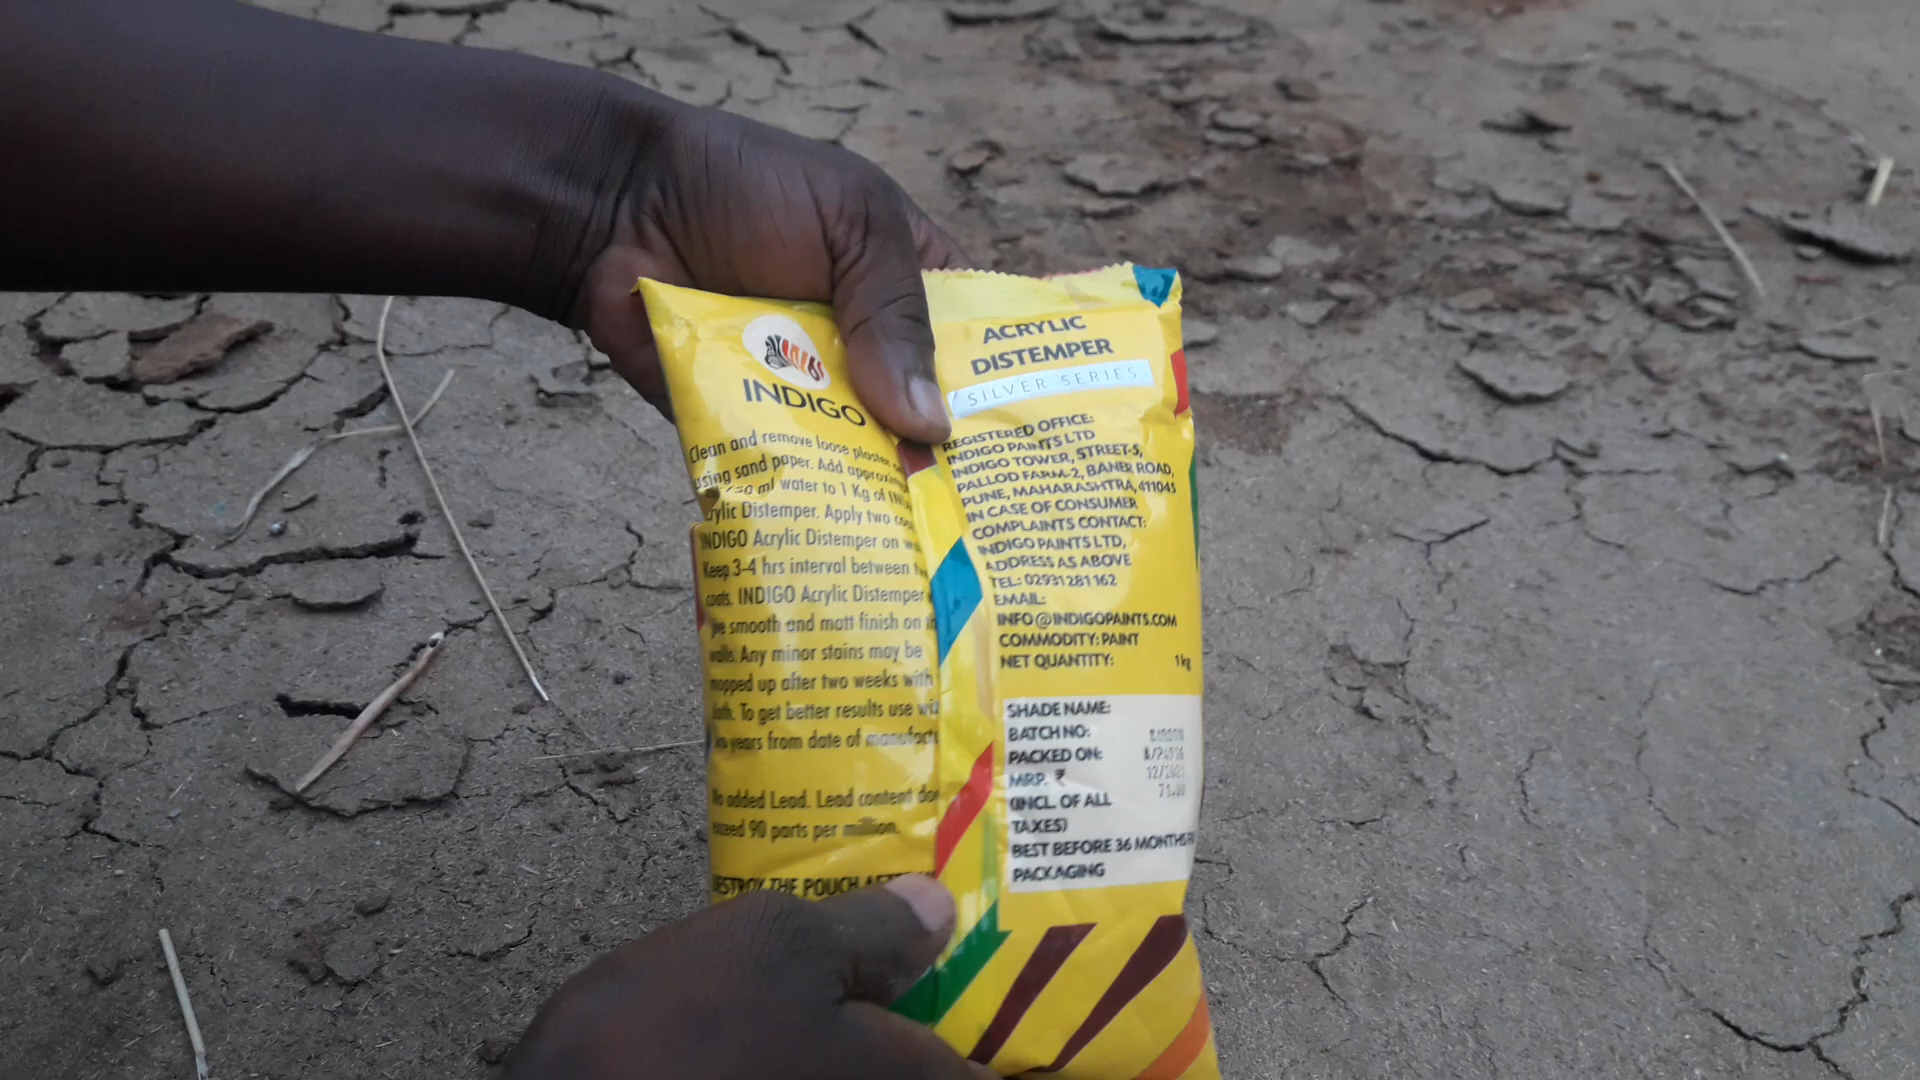 INDIGO
Clean and remove loose plaster
using sand paper. Add
ml water to 1 Kg of
Distemper. Apply two
INDIGO Acrylic Distemper on
Keep 3-4 hrs interval between
coats. INDIGO Acrylic Distemper
smooth and matt finish on
walls. Any minor stains may be
mopped up after two weeks with
To get better results use
years from date of
No added Lead. Lead content
exceed 90 parts per million.
DESTROY THE POUCH
ACRYLIC
DISTEMPER
SILVER SERIES
REGISTERED OFFICE:
INDIGO PAINTS LTD
INDIGO TOWER, STREET-5,
PALLOD FARM-2, BANER ROAD,
PUNE, MAHARASHTRA, 411045
IN CASE OF CONSUMER
COMPLAINTS CONTACT:
INDIGO PAINTS LTD,
ADDRESS AS ABOVE
TEL: 02931281162
EMAIL:
INFO@INDIGOPAINTS.COM
COMMODITY: PAINT
NET QUANTITY: 1kg
SHADE NAME:
BATCH NO:
PACKED ON:
MRP. ₹
(INCL. OF ALL
TAXES)
BEST BEFORE 36 MONTHS
PACKAGING